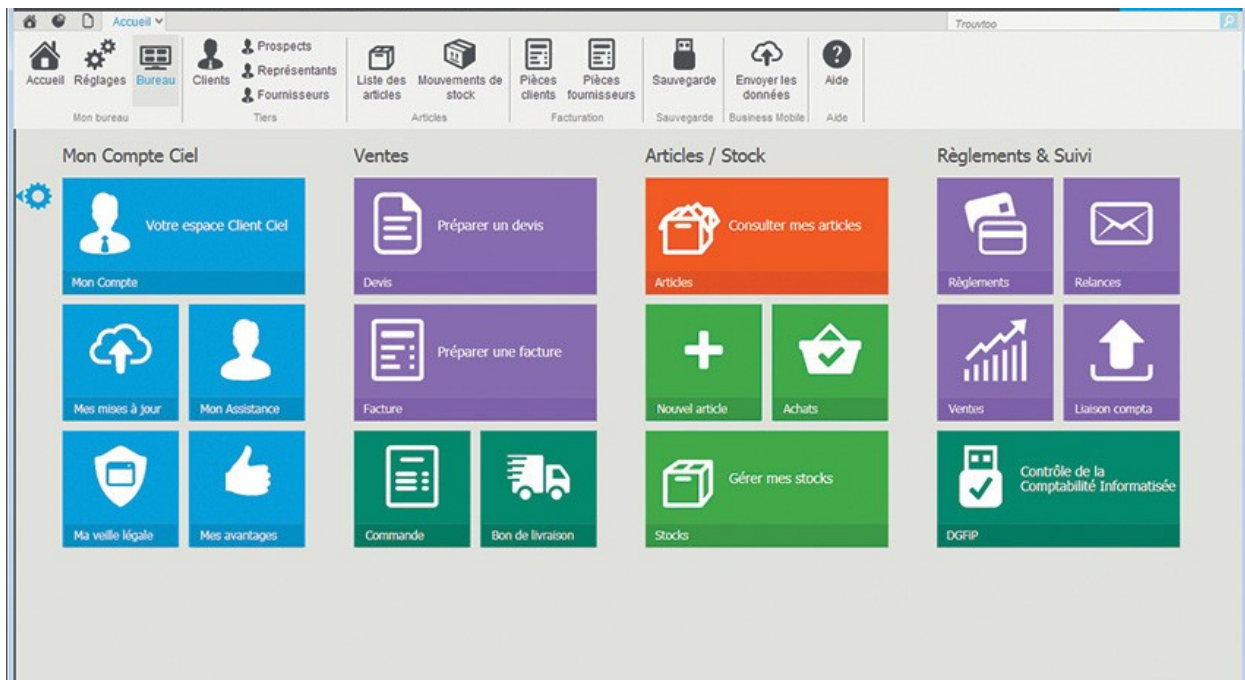 Accueil
Trouvtoo
Accueil
Réglages
Bureau
Mon bureau
Clients
Prospects
Représentants
Fournisseurs
Tiers
Liste des
articles
Mouvements de
stock
Articles
Pièces
clients
Pièces
fournisseurs
Facturation
Sauvegarde
Sauvegarde
Envoyer les
données
Business Mobile
Aide
Aide
Mon Compte Ciel
Votre espace Client Ciel
Mon Compte
Mes mises à jour
Mon Assistance
Ma veille légale
Mes avantages
Ventes
Préparer un devis
Devis
Préparer une facture
Facture
Commande
Bon de livraison
Articles / Stock
Consulter mes articles
Articles
Nouvel article
Achats
Gérer mes stocks
Stocks
Règlements & Suivi
Règlements
Relances
Ventes
Liaison compta
Contrôle de la
Comptabilité Informatisée
DGFiP